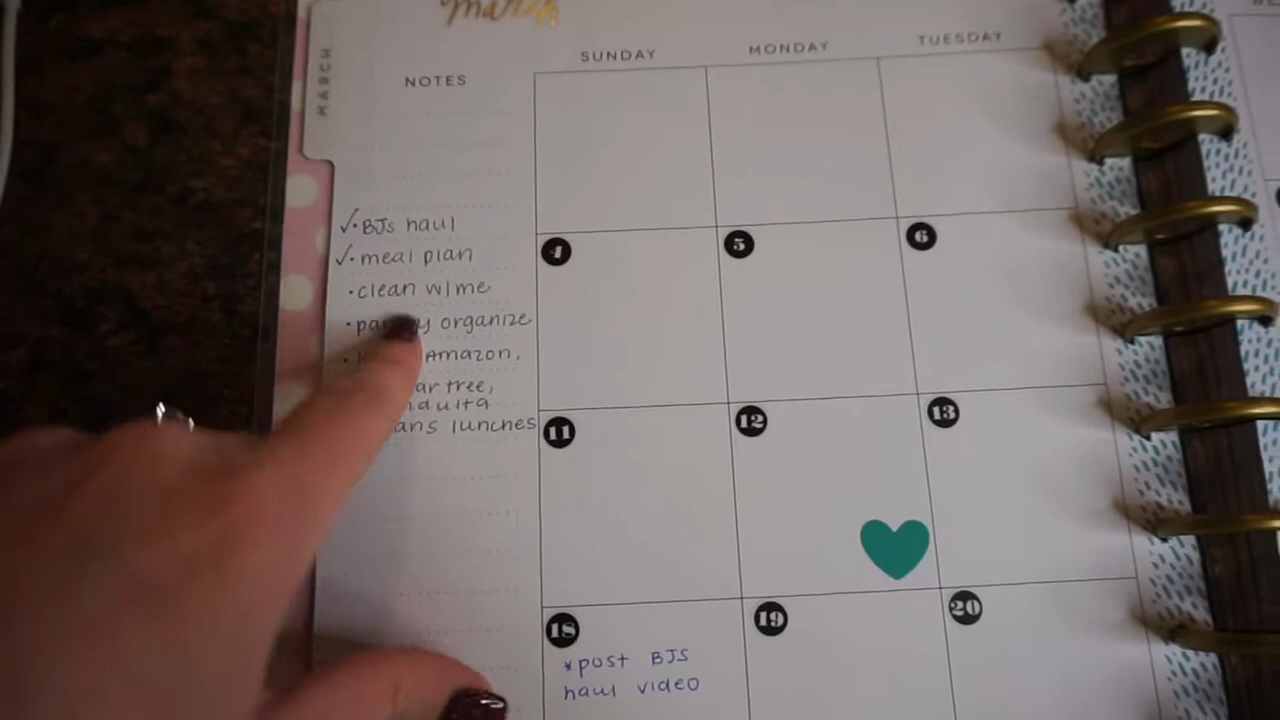 March
MARCH
NOTES
SUNDAY
MONDAY
TUESDAY
✓• BJs haul
✓• meal plan
• clean w/me
• organize
• Amazon,
tree,
lunches
4
5
6
11
12
13
18
19
20
*post BJS
haul video